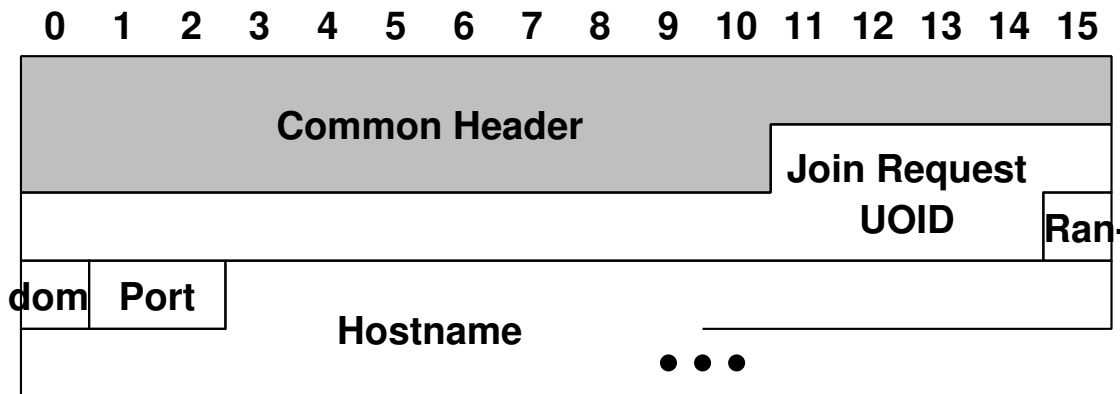 0 1 2 3 4 5 6 7 8 9 10 11 12 13 14 15
Common Header
Join Request
UOID
Ran-
dom Port
Hostname